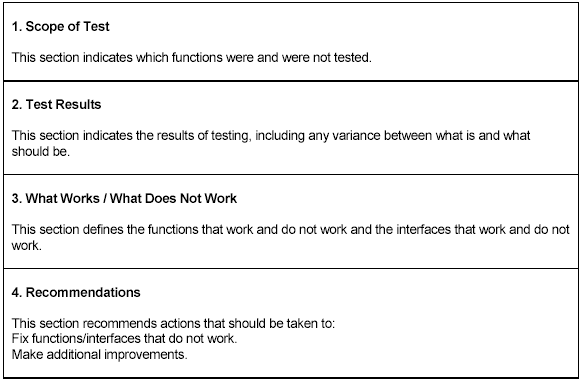 1. Scope of Test
This section indicates which functions were and were not tested.
2. Test Results
This section indicates the results of testing, including any variance between what is and what
should be.
3. What Works / What Does Not Work
This section defines the functions that work and do not work and the interfaces that work and do not
work.
4. Recommendations
This section recommends actions that should be taken to:
Fix functions/interfaces that do not work.
Make additional improvements.